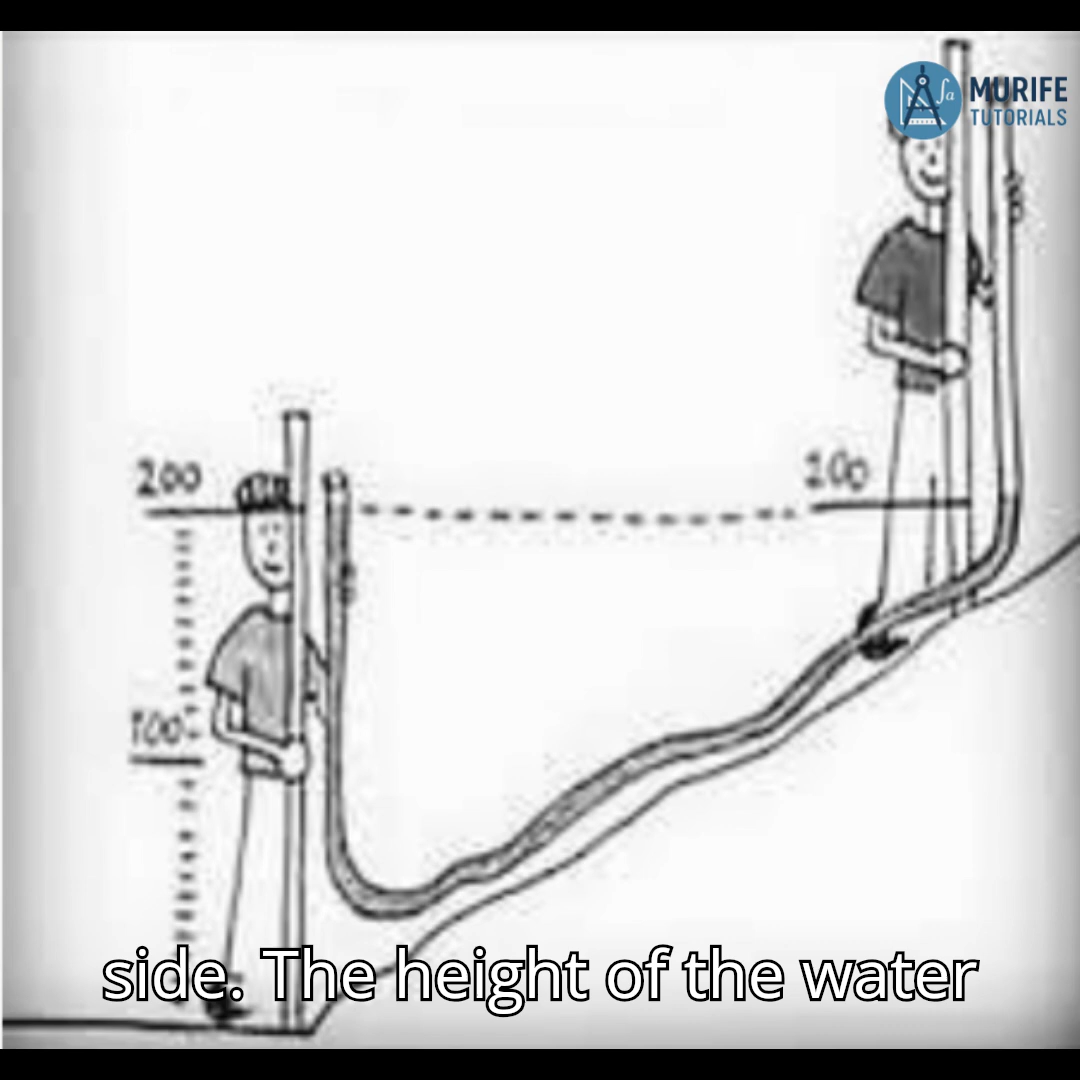 MURIFE
TUTORIALS
200
200
100
side. The height of the water